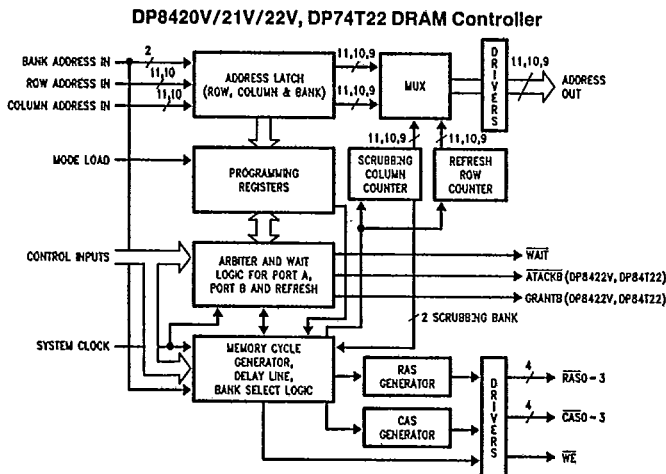 DP8420V/21V/22V, DP74T22 DRAM Controller
BANK ADDRESS IN
2
ROW ADDRESS IN
11,10
COLUMN ADDRESS IN
11,10
ADDRESS LATCH
(ROW, COLUMN & BANK)
11,10,9
11,10,9
MUX
DRIVERS
11,10,9
ADDRESS
OUT
11,10,9
11,10,9
MODE LOAD
PROGRAMMING
REGISTERS
SCRUBBING
COLUMN
COUNTER
REFRESH
ROW
COUNTER
CONTROL INPUTS
ARBITER AND WAIT
LOGIC FOR PORT A,
PORT B AND REFRESH
WAIT
ATACKB (DP8422V, DP84T22)
GRANTB (DP8422V, DP84T22)
2 SCRUBBING BANK
SYSTEM CLOCK
MEMORY CYCLE
GENERATOR,
DELAY LINE,
BANK SELECT LOGIC
RAS
GENERATOR
CAS
GENERATOR
DRIVERS
4
RAS0-3
4
CAS0-3
WE